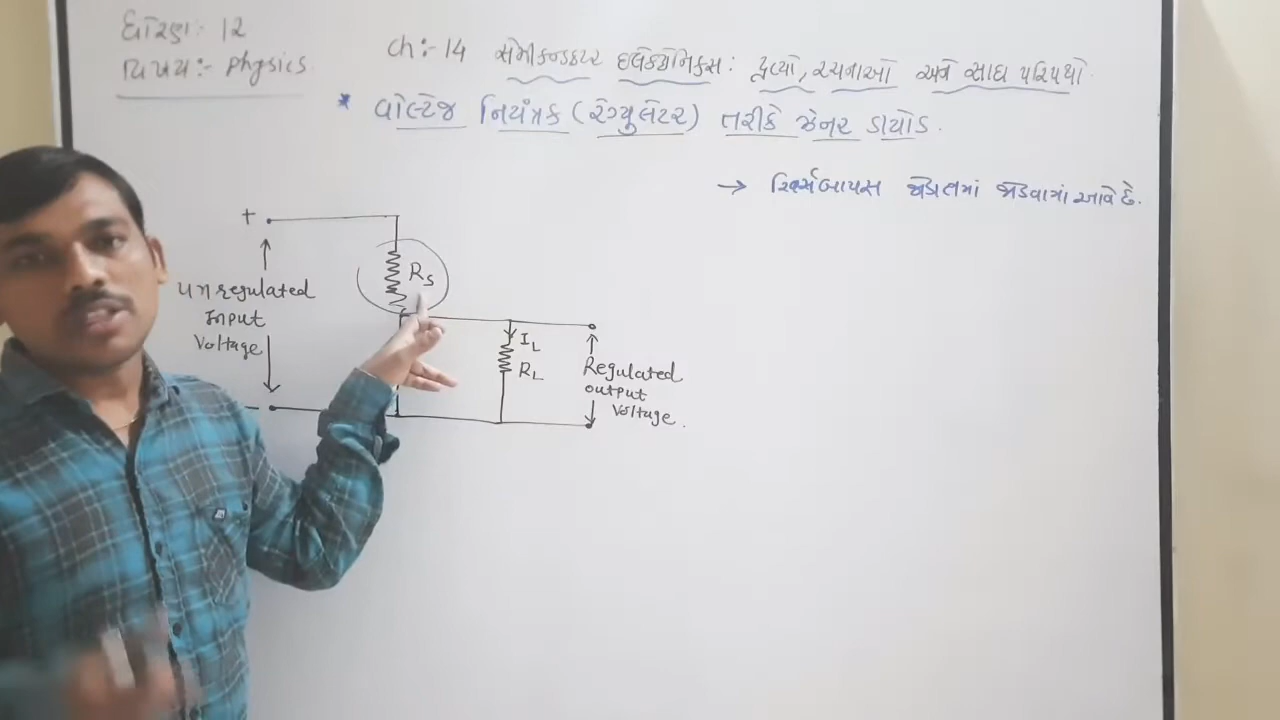 ધોરણ:- 12
વિષય:- Physics.
Ch:- 14 સેમીકન્ડક્ટર ઇલેક્ટ્રોનિક્સ: દ્રવ્યો, રચનાઓ અને સાદા પરિપથો.
* વોલ્ટેજ નિયંત્રક (રેગ્યુલેટર) તરીકે ઝેનર ડાયોડ.
→ રિવર્સબાયસ જોડાણમાં જોડવામાં આવે છે.
+
Rs
unregulated
Input
Voltage
IL
RL
Regulated
output
Voltage.
−